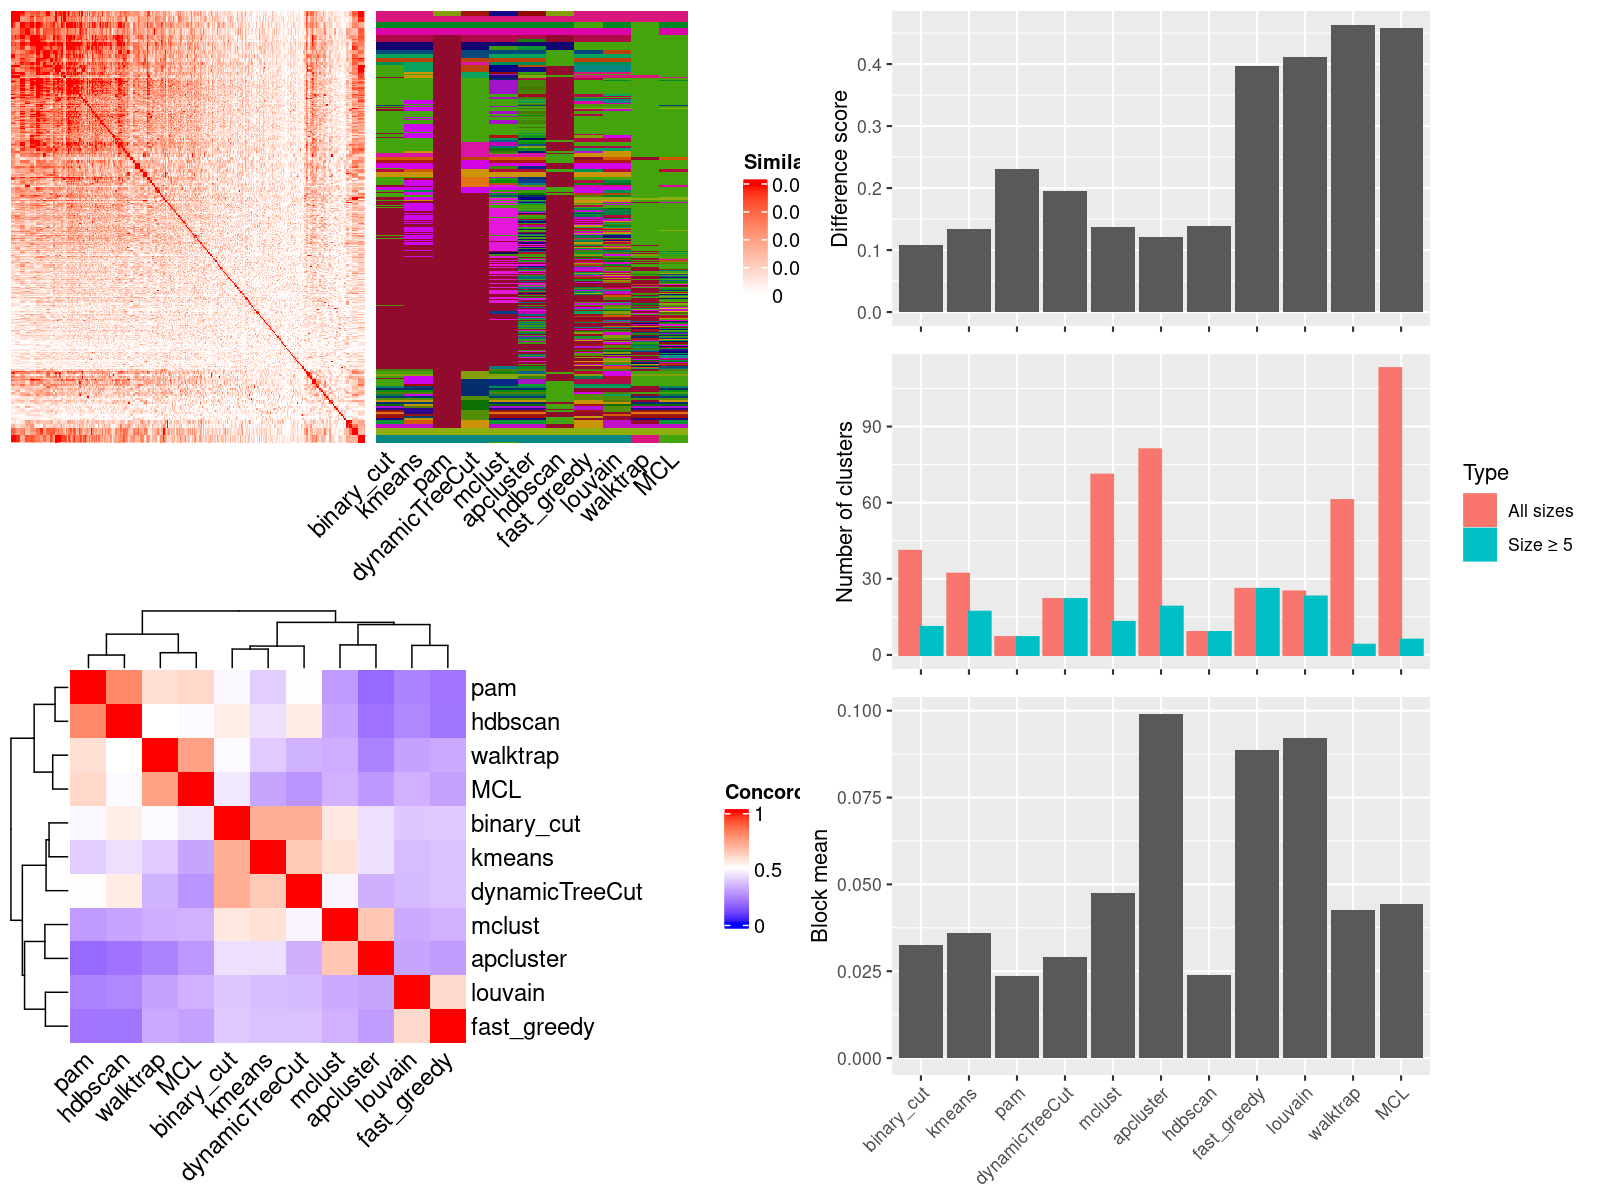 Simila
0.0
0.0
0.0
0.0
0
binary_cut
kmeans
pam
dynamicTreeCut
mclust
apcluster
hdbscan
fast_greedy
louvain
walktrap
MCL
pam
hdbscan
walktrap
MCL
binary_cut
kmeans
dynamicTreeCut
mclust
apcluster
louvain
fast_greedy
pam
hdbscan
walktrap
MCL
binary_cut
kmeans
dynamicTreeCut
mclust
apcluster
louvain
fast_greedy
Concord
1
0.5
0
Difference score
0.4
0.3
0.2
0.1
0.0
Number of clusters
90
60
30
0
Type
All sizes
Size ≥ 5
Block mean
0.100
0.075
0.050
0.025
0.000
binary_cut
kmeans
pam
dynamicTreeCut
mclust
apcluster
hdbscan
fast_greedy
louvain
walktrap
MCL